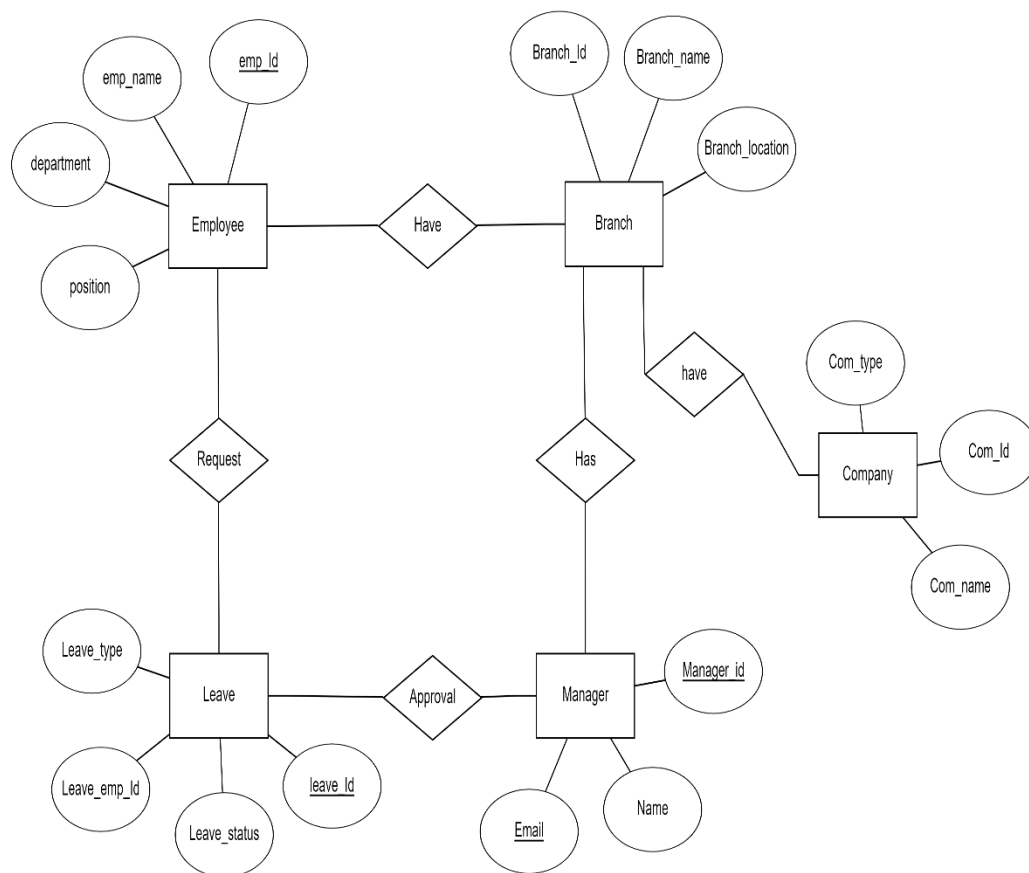 emp_Id
emp_name
department
position
Employee
Have
Branch_Id
Branch_name
Branch_location
Branch
have
Com_type
Com_Id
Company
Com_name
Request
Has
Leave_type
Leave
Leave_emp_Id
Leave_status
leave_Id
Approval
Manager
Manager_id
Email
Name